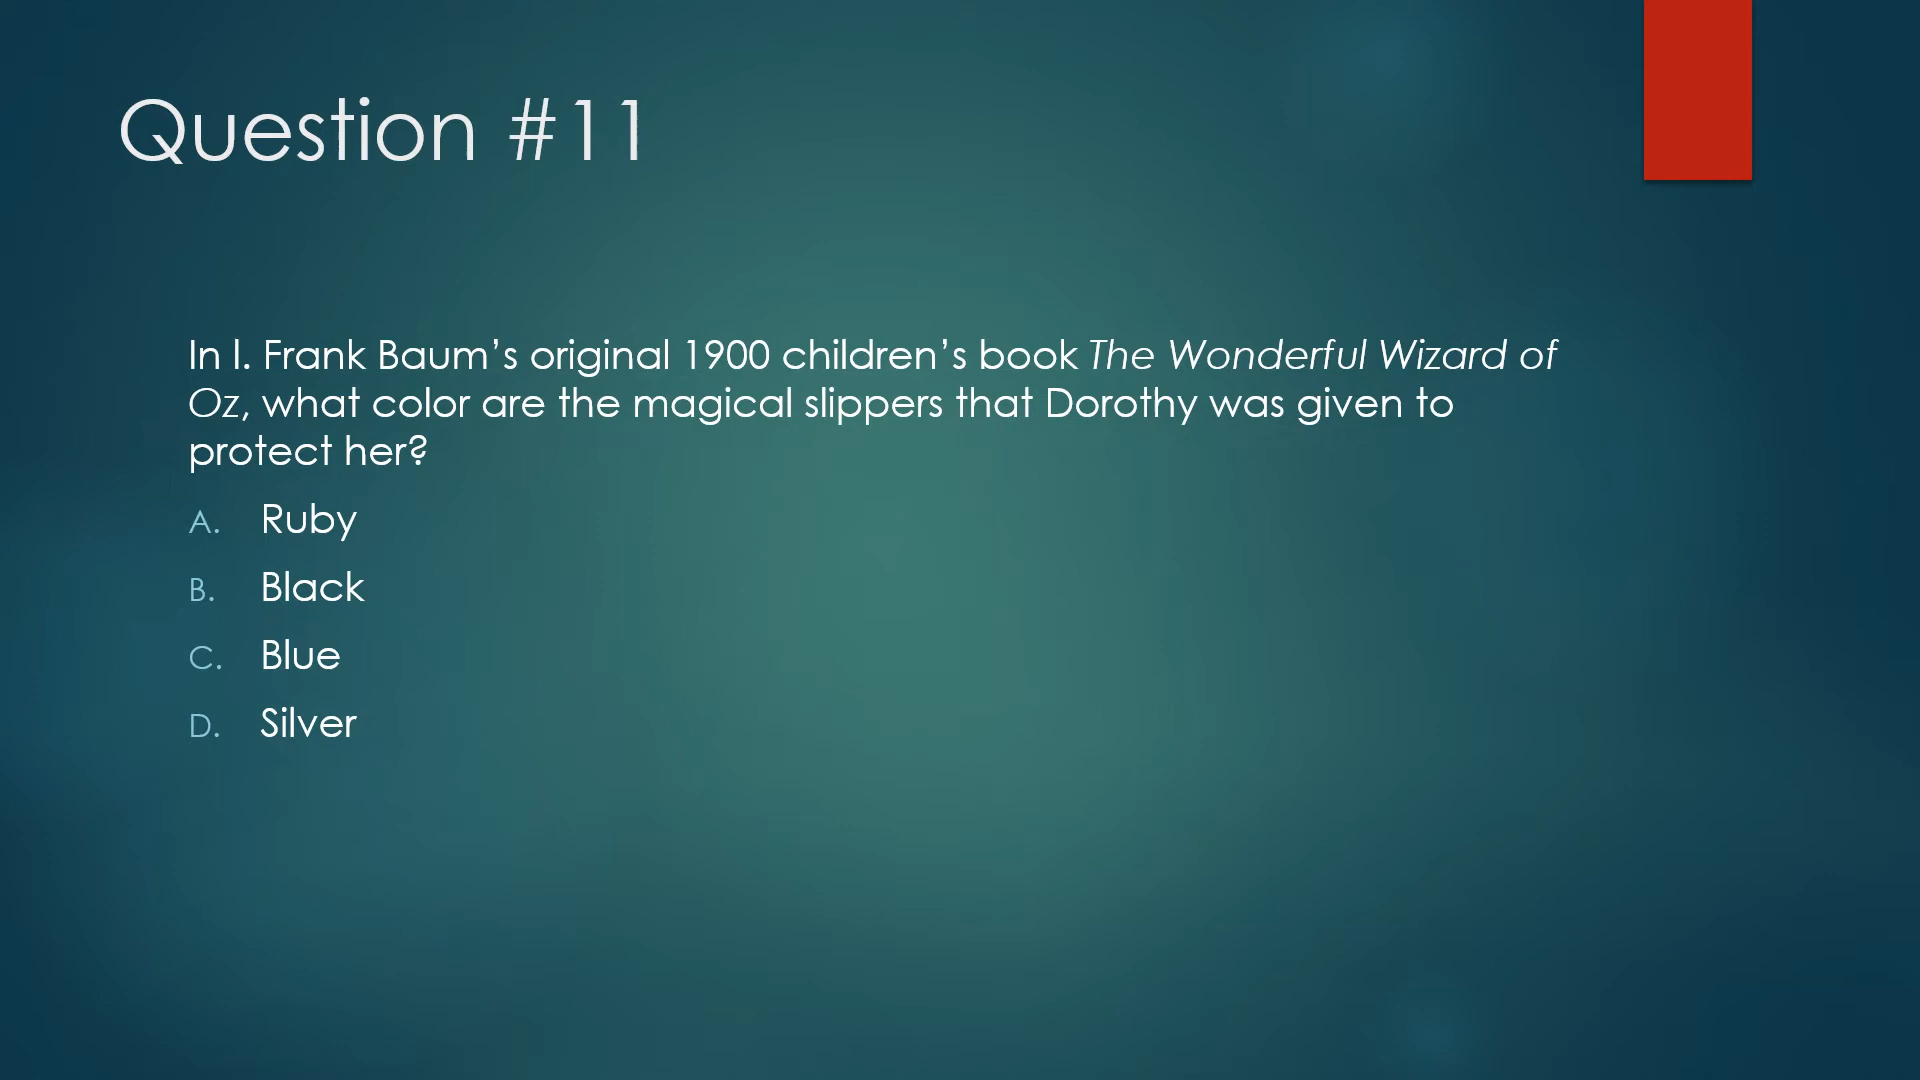 Question #11
In l. Frank Baum’s original 1900 children’s book The Wonderful Wizard of
Oz, what color are the magical slippers that Dorothy was given to
protect her?
A. Ruby
B. Black
C. Blue
D. Silver